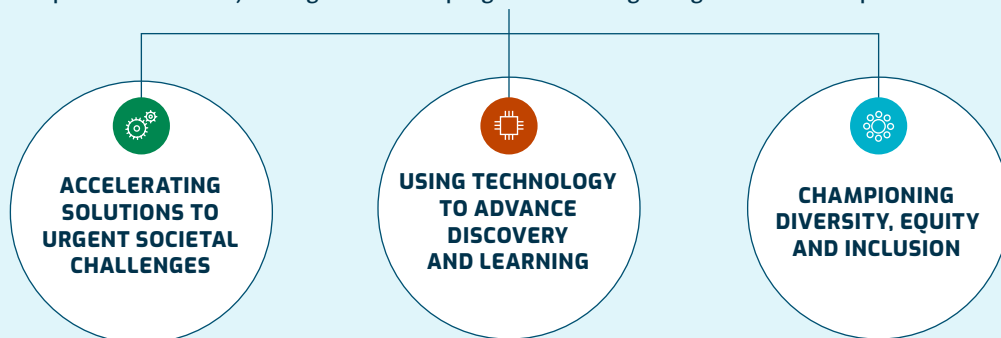 ACCELERATING
SOLUTIONS TO
URGENT SOCIETAL
CHALLENGES
USING TECHNOLOGY
TO ADVANCE
DISCOVERY
AND LEARNING
CHAMPIONING
DIVERSITY, EQUITY
AND INCLUSION